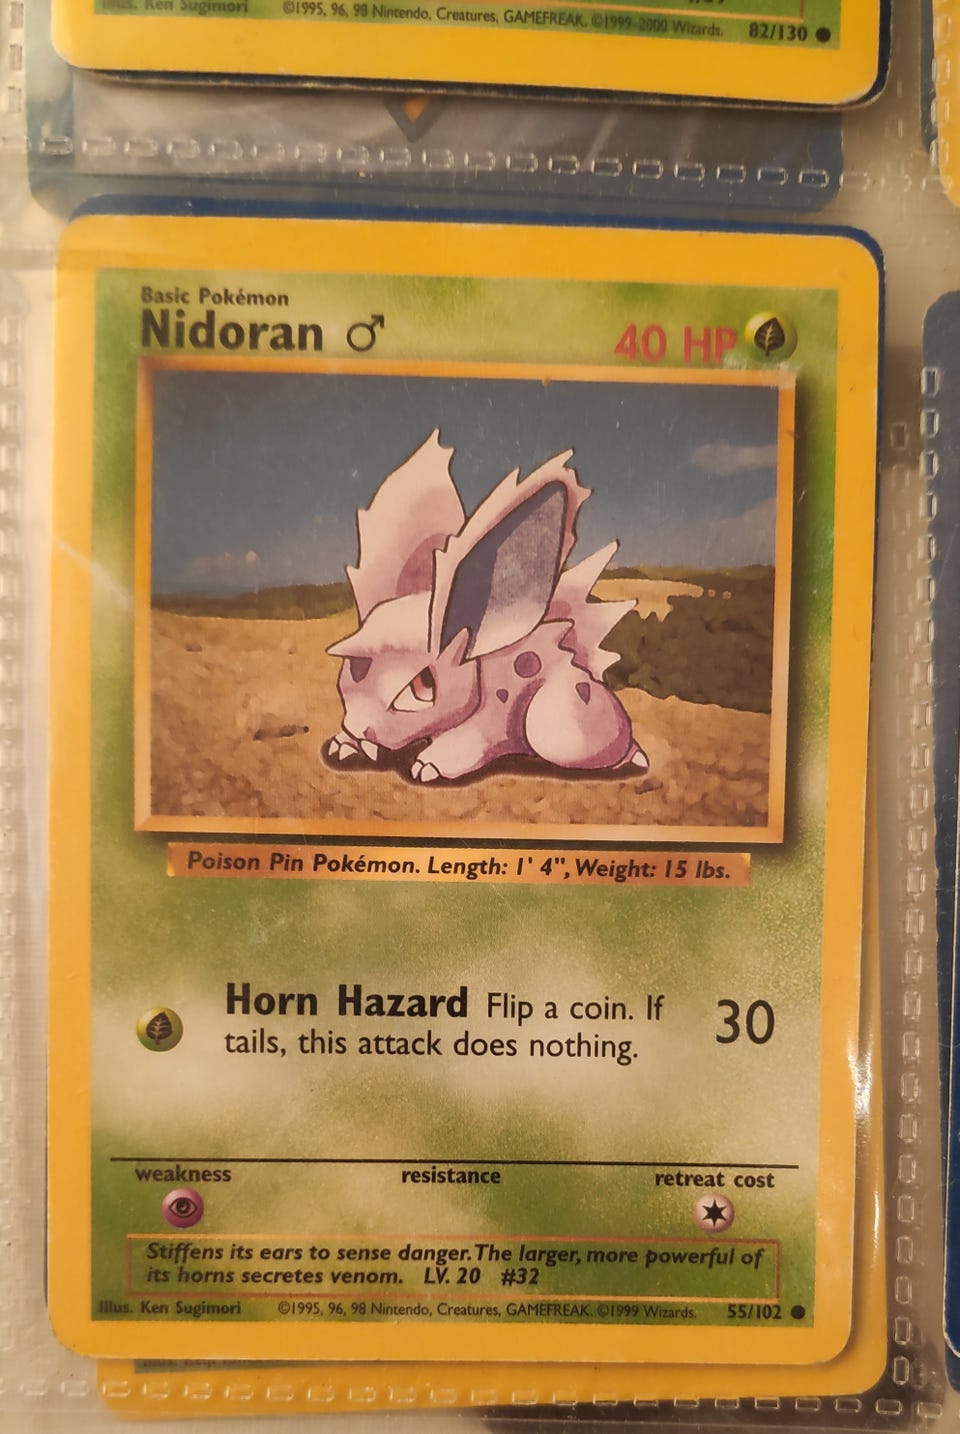 Illus. Ken Sugimori ©1995, 96, 98 Nintendo, Creatures, GAMEFREAK. ©1999-2000 Wizards. 82/130 ●
Basic Pokémon
Nidoran ♂ 40 HP
Poison Pin Pokémon. Length: 1' 4", Weight: 15 lbs.
Horn Hazard Flip a coin. If 30
tails, this attack does nothing.
weakness resistance retreat cost
Stiffens its ears to sense danger. The larger, more powerful of
its horns secretes venom. LV. 20 #32
Illus. Ken Sugimori ©1995, 96, 98 Nintendo, Creatures, GAMEFREAK. ©1999 Wizards. 55/102 ●